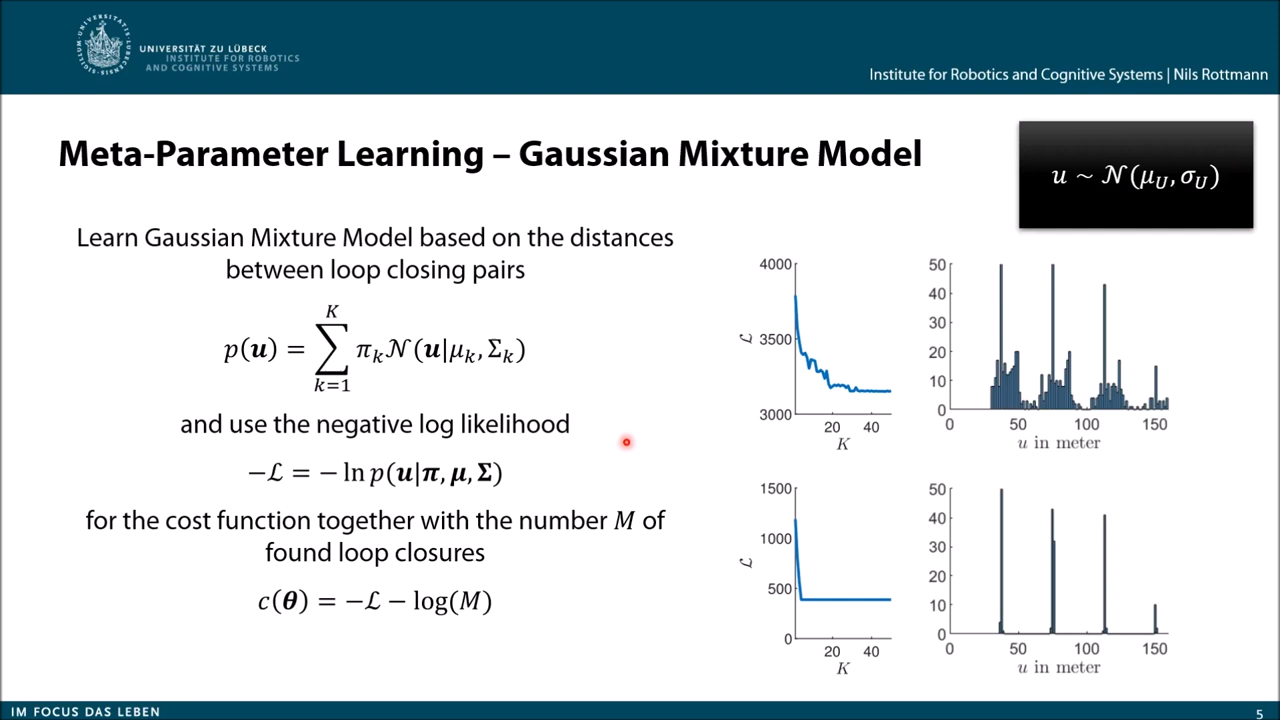 UNIVERSITÄT ZU LÜBECK
INSTITUTE FOR ROBOTICS
AND COGNITIVE SYSTEMS
Institute for Robotics and Cognitive Systems | Nils Rottmann
Meta-Parameter Learning – Gaussian Mixture Model
u ~ 𝒩(μ_U, σ_U)
Learn Gaussian Mixture Model based on the distances
between loop closing pairs
p(u) = ∑_{k=1}^{K} π_k 𝒩(u|μ_k, Σ_k)
and use the negative log likelihood
−ℒ = − ln p(u|π, μ, Σ)
for the cost function together with the number M of
found loop closures
c(θ) = −ℒ − log(M)
4000
3500
3000
ℒ
20 40
K
50
40
30
20
10
0
0 50 100 150
u in meter
1500
1000
500
0
ℒ
20 40
K
50
40
30
20
10
0
0 50 100 150
u in meter
IM FOCUS DAS LEBEN
5